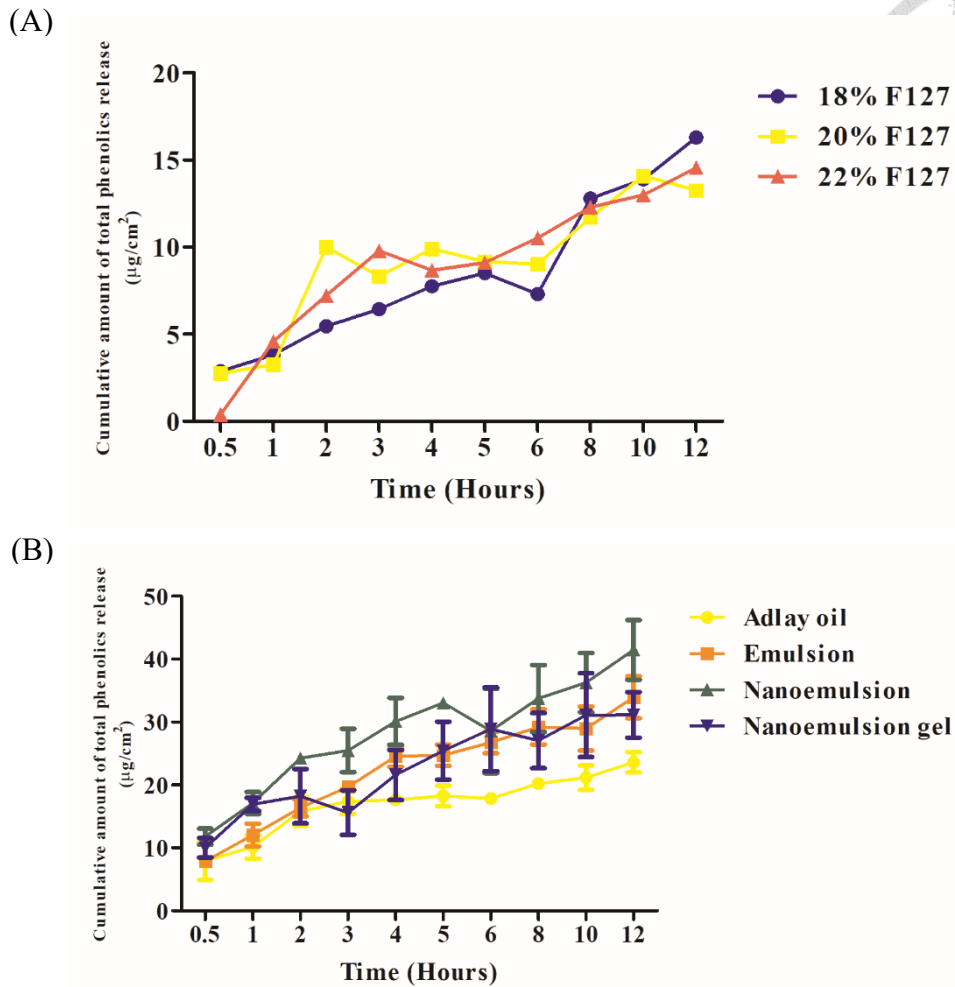 (A)
Cumulative amount of total phenolics release
(μg/cm²)
20
15
10
5
0
0.5 1 2 3 4 5 6 8 10 12
Time (Hours)
18% F127
20% F127
22% F127
(B)
Cumulative amount of total phenolics release
(μg/cm²)
50
40
30
20
10
0
0.5 1 2 3 4 5 6 8 10 12
Time (Hours)
Adlay oil
Emulsion
Nanoemulsion
Nanoemulsion gel